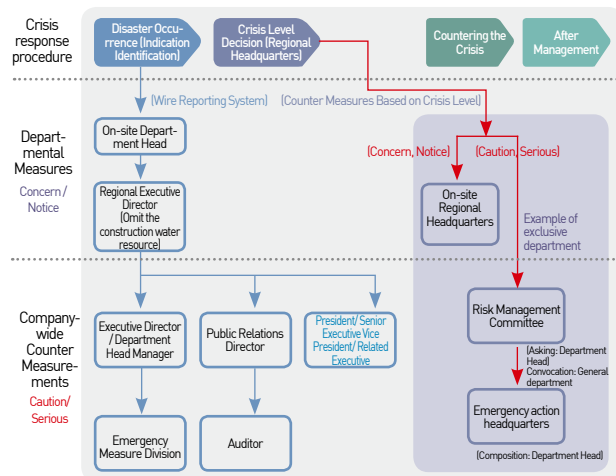 Crisis
response
procedure
Disaster Occu-
rrence (Indication
Identification)
Crisis Level
Decision (Regional
Headquarters)
Countering the
the Crisis
After
Management
(Wire Reporting System)
(Counter Measures Based on Crisis Level)
Departmental
Measures
Concern /
Notice
On-site Depart-
ment Head
Regional Executive
Director
(Omit the
construction water
resource)
(Concern, Notice)
(Caution, Serious)
On-site
Regional
Headquarters
Example of
exclusive
department
Company-
wide
Counter
Measure-
ments
Caution/
Serious
Executive Director
/ Department
Head Manager
Public Relations
Director
President/ Senior
Executive Vice
President/ Related
Executive
Risk Management
Committee
(Asking: Department
Head)
Convocation: General
department
Emergency
Measure Division
Auditor
Emergency action
headquarters
(Composition: Department Head)